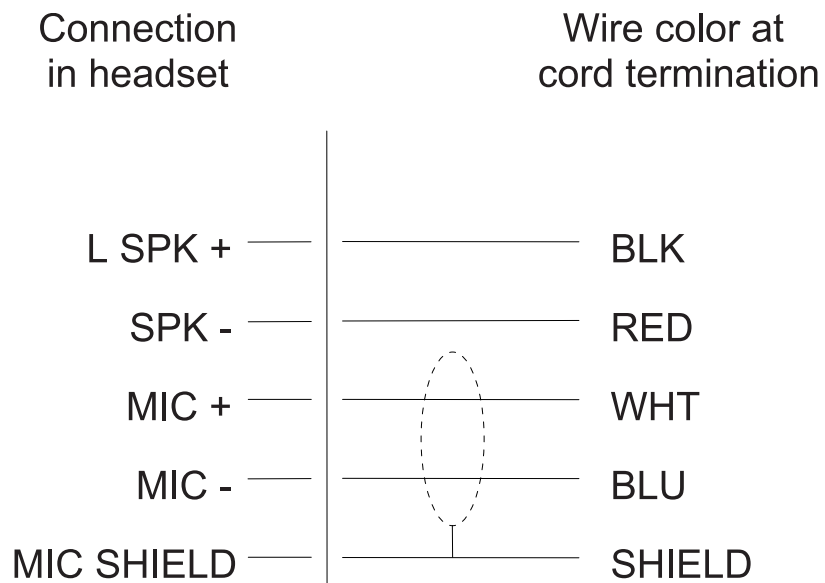 Connection
in headset
Wire color at
cord termination
L SPK + BLK
SPK - RED
MIC + WHT
MIC - BLU
MIC SHIELD SHIELD